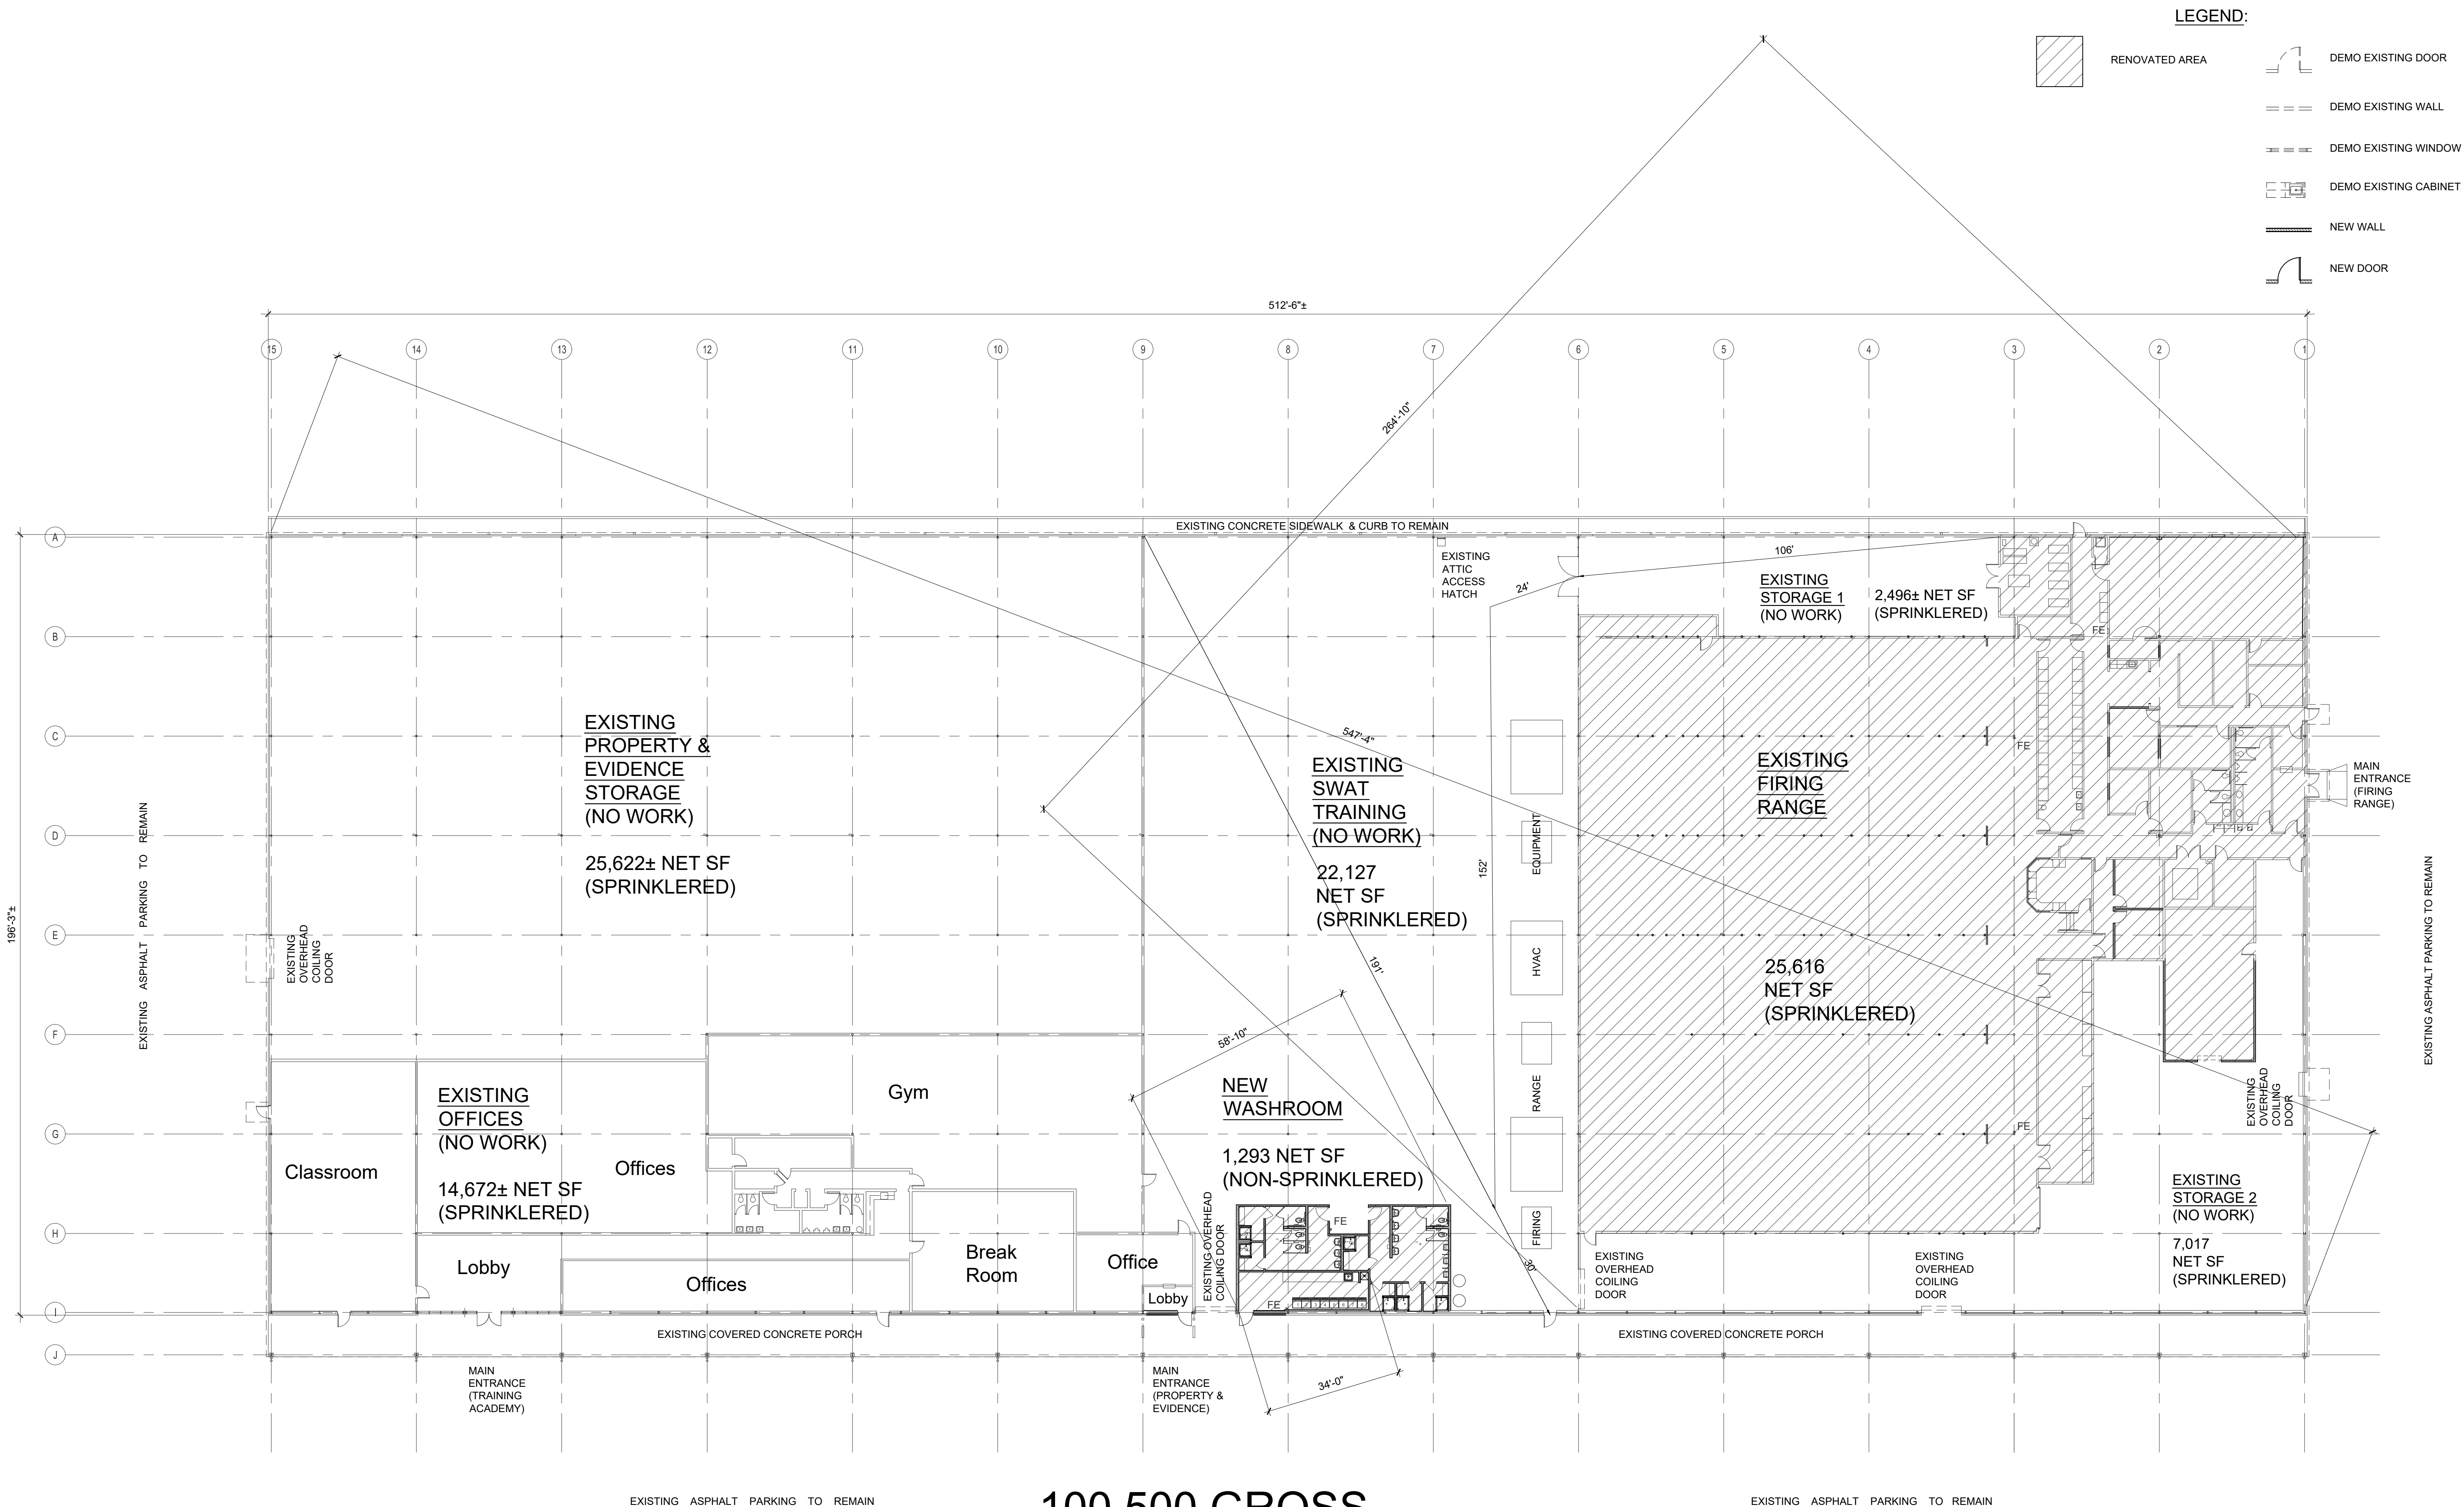 LEGEND:
RENOVATED AREA
DEMO EXISTING DOOR
DEMO EXISTING WALL
DEMO EXISTING WINDOW
DEMO EXISTING CABINET
NEW WALL
NEW DOOR
512'-6"±
15
14
13
12
11
10
9
8
7
6
5
4
3
2
1
264'-10"
EXISTING CONCRETE SIDEWALK & CURB TO REMAIN
A
B
C
D
E
F
G
H
I
J
196'-3"±
EXISTING ASPHALT PARKING TO REMAIN
EXISTING
OVERHEAD
COILING
DOOR
EXISTING
PROPERTY &
EVIDENCE
STORAGE
(NO WORK)
25,622± NET SF
(SPRINKLERED)
EXISTING
ATTIC
ACCESS
HATCH
24'
106'
EXISTING
STORAGE 1
(NO WORK)
2,496± NET SF
(SPRINKLERED)
FE
547'-4"
EXISTING
SWAT
TRAINING
(NO WORK)
22,127
NET SF
(SPRINKLERED)
152'
191'
30'
EQUIPMENT
HVAC
RANGE
FIRING
EXISTING
FIRING
RANGE
25,616
NET SF
(SPRINKLERED)
FE
FE
MAIN
ENTRANCE
(FIRING
RANGE)
EXISTING ASPHALT PARKING TO REMAIN
EXISTING
OVERHEAD
COILING
DOOR
EXISTING
STORAGE 2
(NO WORK)
7,017
NET SF
(SPRINKLERED)
58'-10"
NEW
WASHROOM
1,293 NET SF
(NON-SPRINKLERED)
EXISTING OVERHEAD
COILING DOOR
FE
FE
34'-0"
Gym
EXISTING
OFFICES
(NO WORK)
14,672± NET SF
(SPRINKLERED)
Classroom
Offices
Lobby
Offices
Break
Room
Office
Lobby
EXISTING
OVERHEAD
COILING
DOOR
EXISTING
OVERHEAD
COILING
DOOR
EXISTING COVERED CONCRETE PORCH
EXISTING COVERED CONCRETE PORCH
MAIN
ENTRANCE
(TRAINING
ACADEMY)
MAIN
ENTRANCE
(PROPERTY &
EVIDENCE)
EXISTING ASPHALT PARKING TO REMAIN
100,500 GROSS
EXISTING ASPHALT PARKING TO REMAIN